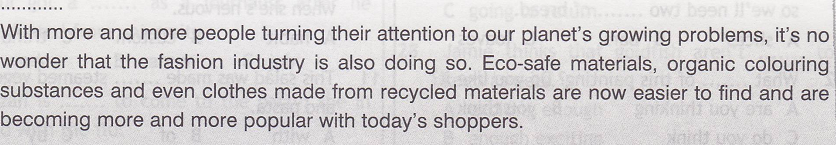 .............
With more and more people turning their attention to our planet's growing problems, it's no
wonder that the fashion industry is also doing so. Eco-safe materials, organic colouring
substances and even clothes made from recycled materials are now easier to find and are
becoming more and more popular with today's shoppers.